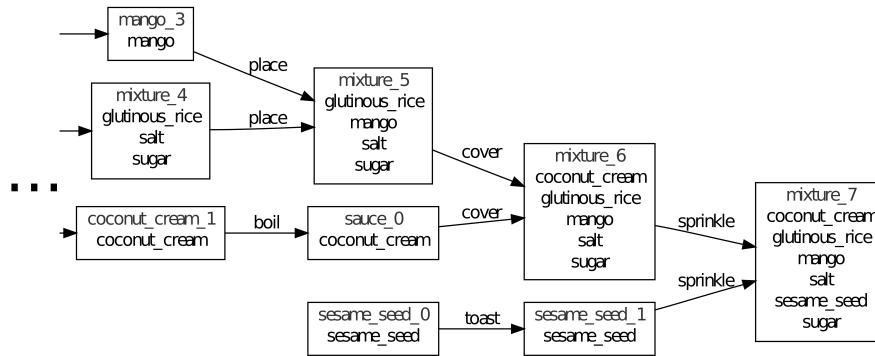 mango_3
mango
place
mixture_4
glutinous_rice
salt
sugar
place
mixture_5
glutinous_rice
mango
salt
sugar
cover
...
coconut_cream_1
coconut_cream
boil
sauce_0
coconut_cream
cover
mixture_6
coconut_cream
glutinous_rice
mango
salt
sugar
sprinkle
sesame_seed_0
sesame_seed
toast
sesame_seed_1
sesame_seed
sprinkle
mixture_7
coconut_cream
glutinous_rice
mango
salt
sesame_seed
sugar